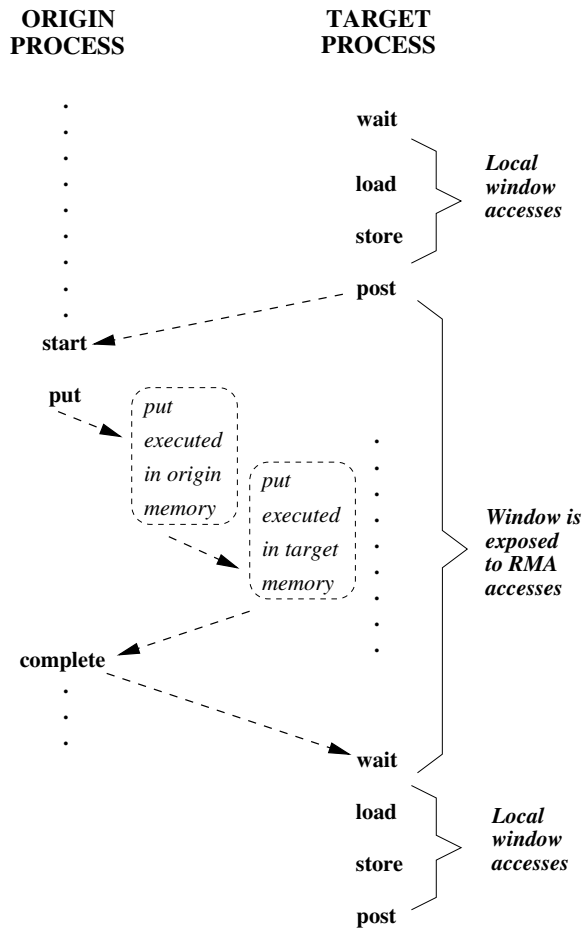 ORIGIN
PROCESS
TARGET
PROCESS
wait
load
store
Local
window
accesses
post
start
put
put
executed
in origin
memory
put
executed
in target
memory
Window is
exposed
to RMA
accesses
complete
wait
load
store
Local
window
accesses
post